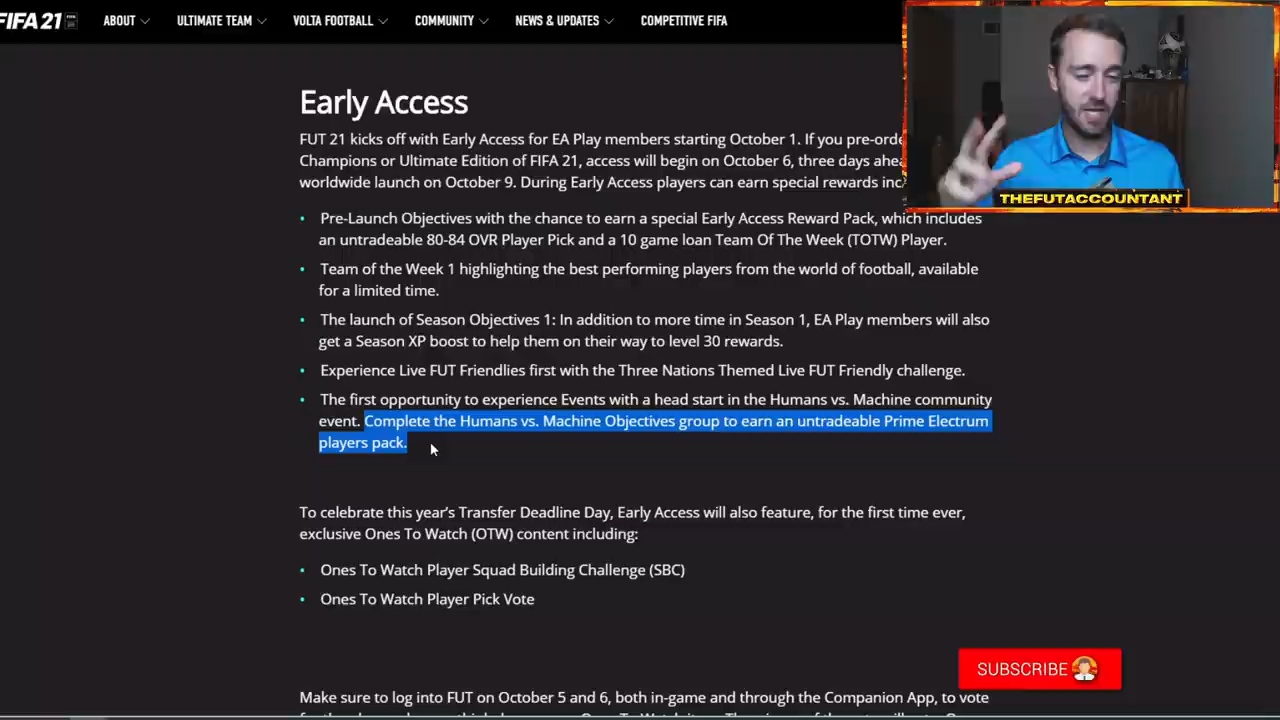 FIFA 21 ABOUT ULTIMATE TEAM VOLTA FOOTBALL COMMUNITY NEWS & UPDATES COMPETITIVE FIFA
Early Access
FUT 21 kicks off with Early Access for EA Play members starting October 1. If you
Champions or Ultimate Edition of FIFA 21, access will begin on October 6, three days
worldwide launch on October 9. During Early Access players can earn special rewards
THEFUTACCOUNTANT
• Pre-Launch Objectives with the chance to earn a special Early Access Reward Pack, which includes
an untradeable 80-84 OVR Player Pick and a 10 game loan Team Of The Week (TOTW) Player.
• Team of the Week 1 highlighting the best performing players from the world of football, available
for a limited time.
• The launch of Season Objectives 1: In addition to more time in Season 1, EA Play members will also
get a Season XP boost to help them on their way to level 30 rewards.
• Experience Live FUT Friendlies first with the Three Nations Themed Live FUT Friendly challenge.
• The first opportunity to experience Events with a head start in the Humans vs. Machine community
event. Complete the Humans vs. Machine Objectives group to earn an untradeable Prime Electrum
players pack.
To celebrate this year's Transfer Deadline Day, Early Access will also feature, for the first time ever,
exclusive Ones To Watch (OTW) content including:
• Ones To Watch Player Squad Building Challenge (SBC)
• Ones To Watch Player Pick Vote
SUBSCRIBE
Make sure to log into FUT on October 5 and 6, both in-game and through the Companion App, to vote